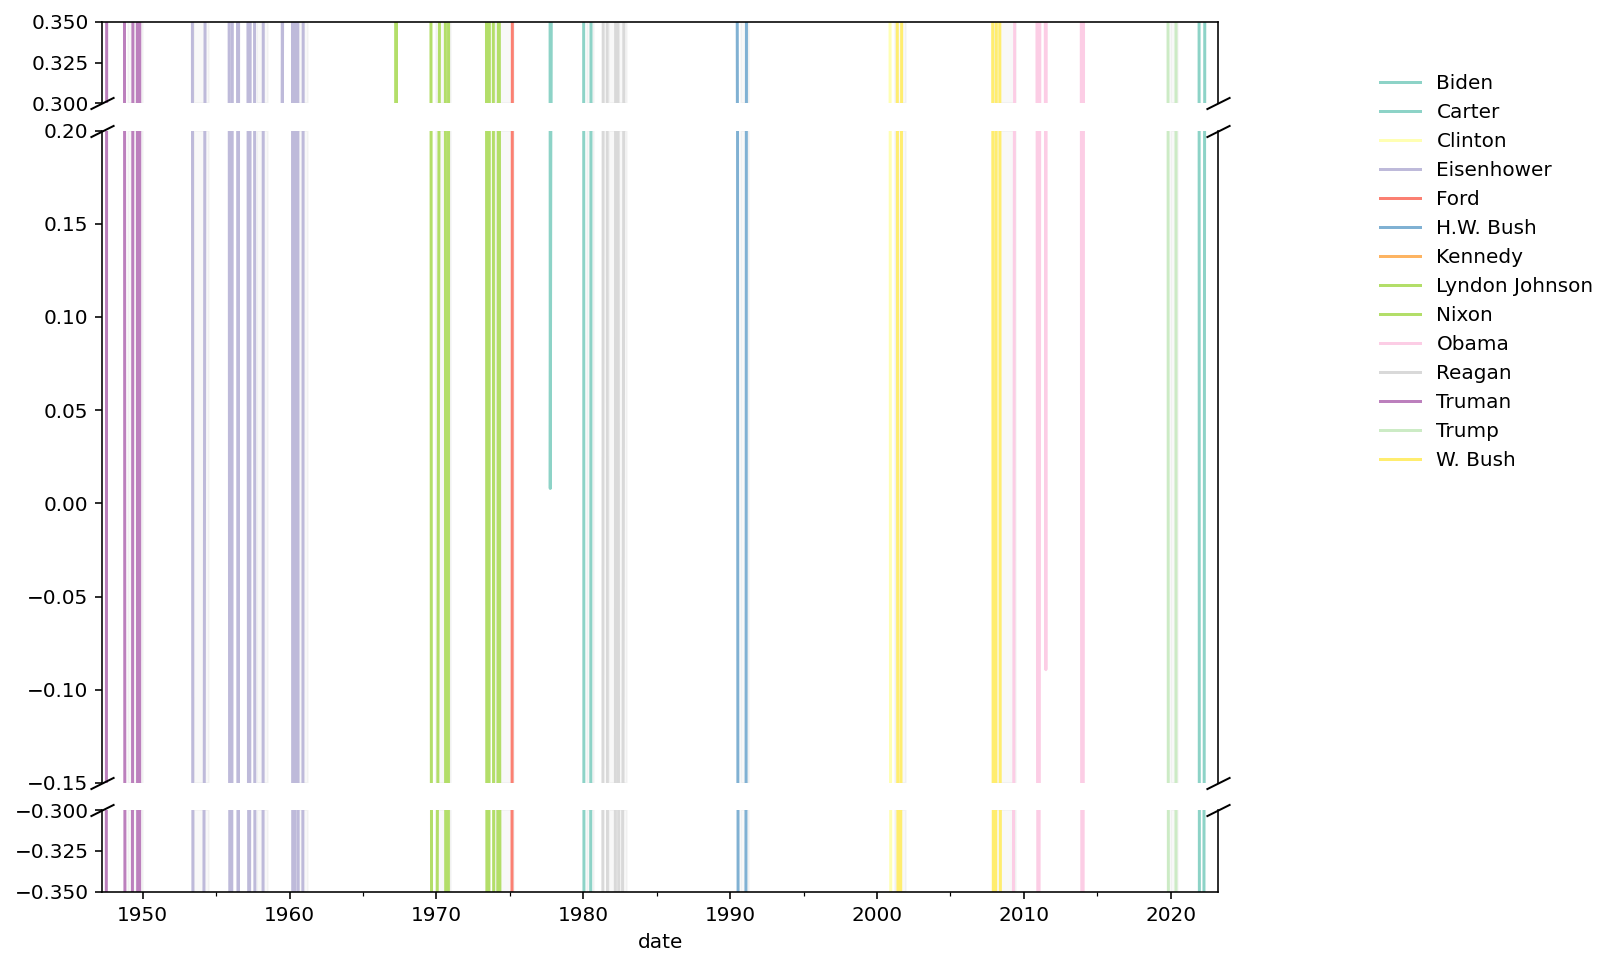 0.350
0.325
0.300
0.20
0.15
0.10
0.05
0.00
−0.05
−0.10
−0.15
−0.300
−0.325
−0.350
1950 1960 1970 1980 1990 2000 2010 2020
date
Biden
Carter
Clinton
Eisenhower
Ford
H.W. Bush
Kennedy
Lyndon Johnson
Nixon
Obama
Reagan
Truman
Trump
W. Bush